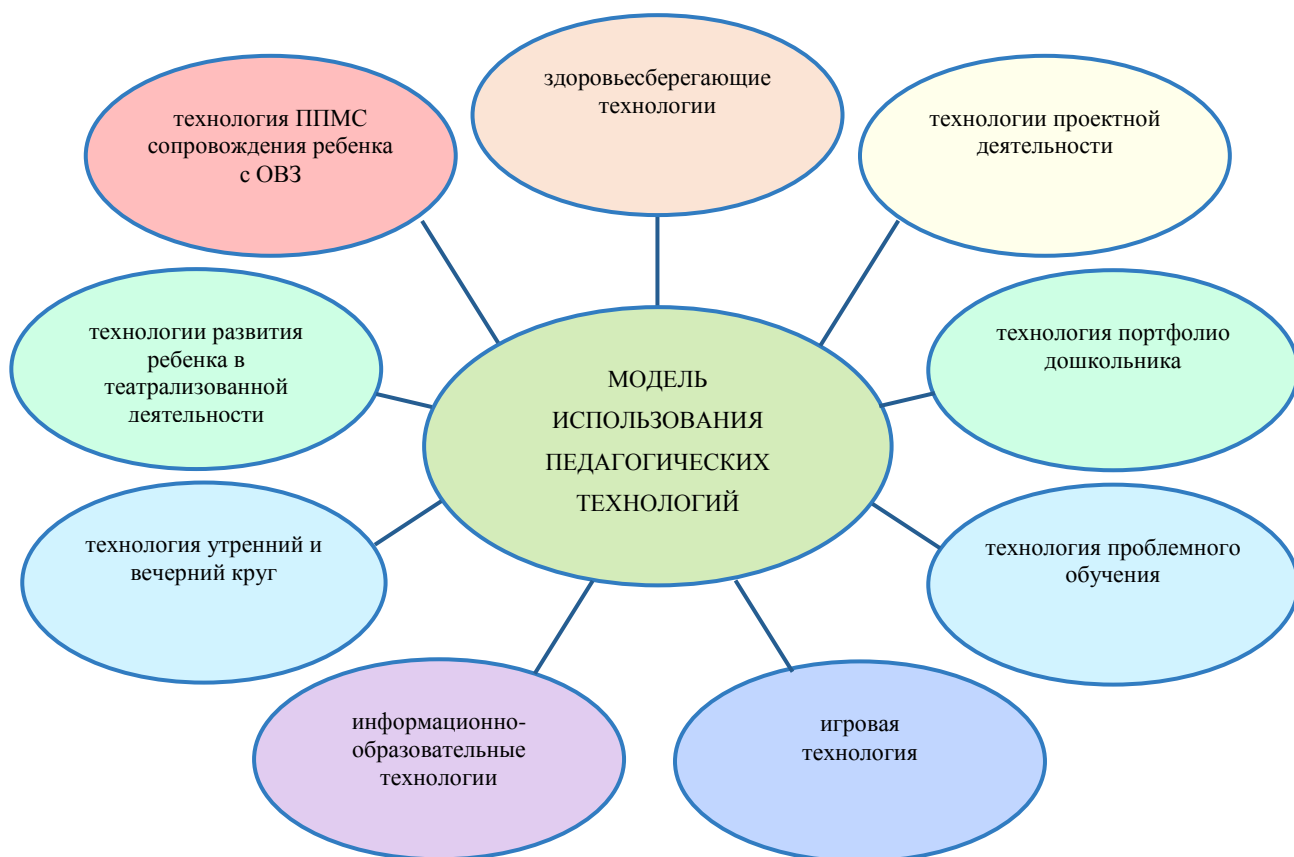 здоровьесберегающие
технологии
технология ППМС
сопровождения ребенка
с ОВЗ
технологии проектной
деятельности
технологии развития
ребенка в
театрализованной
деятельности
технология портфолио
дошкольника
МОДЕЛЬ
ИСПОЛЬЗОВАНИЯ
ПЕДАГОГИЧЕСКИХ
ТЕХНОЛОГИЙ
технология утренний и
вечерний круг
технология проблемного
обучения
информационно-
образовательные
технологии
игровая
технология